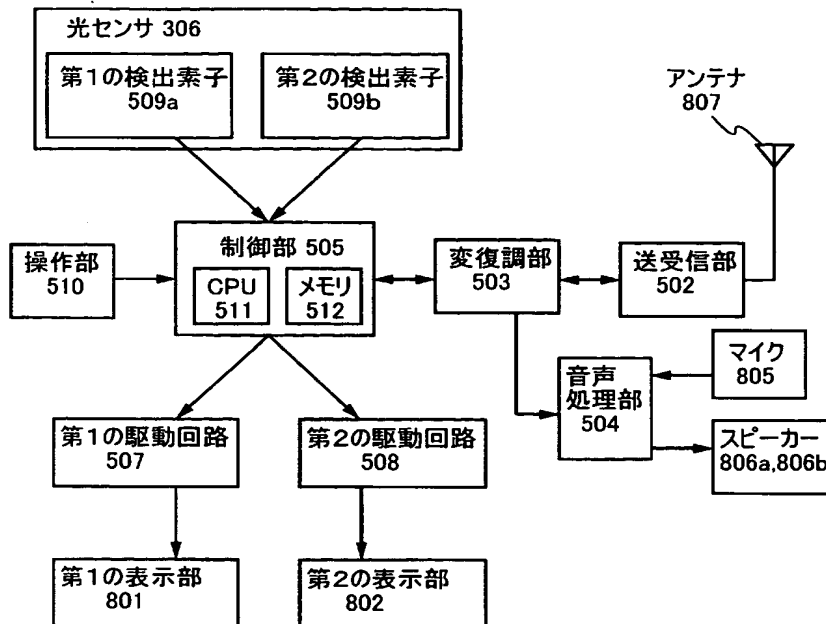 光センサ 306
第1の検出素子
509a
第2の検出素子
509b
アンテナ
807
操作部
510
制御部 505
CPU
511
メモリ
512
変復調部
503
送受信部
502
音声
処理部
504
マイク
805
スピーカー
806a,806b
第1の駆動回路
507
第2の駆動回路
508
第1の表示部
801
第2の表示部
802